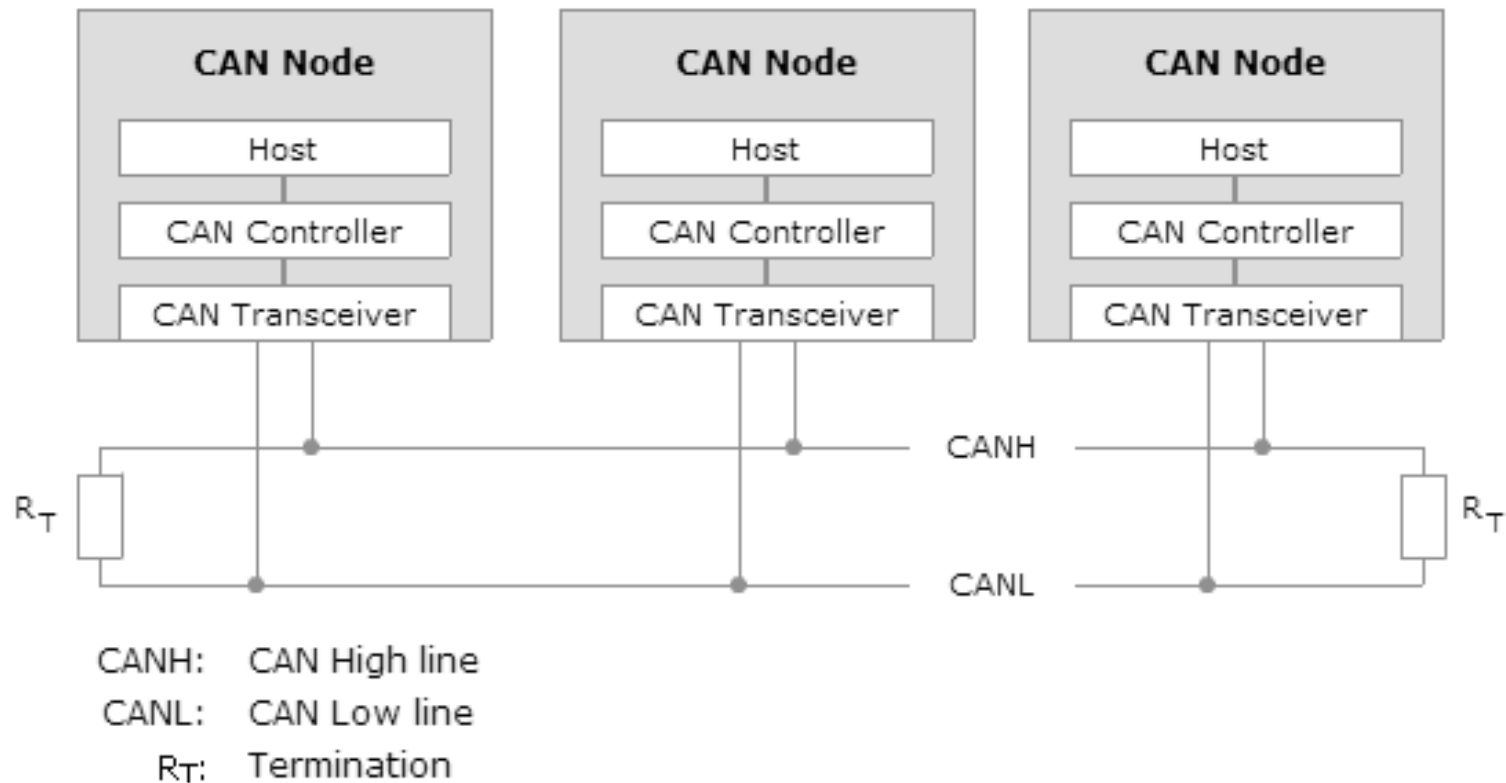 CAN Node CAN Node CAN Node
Host Host Host
CAN Controller CAN Controller CAN Controller
CAN Transceiver CAN Transceiver CAN Transceiver
CANH
RT RT
CANL
CANH: CAN High line
CANL: CAN Low line
RT: Termination